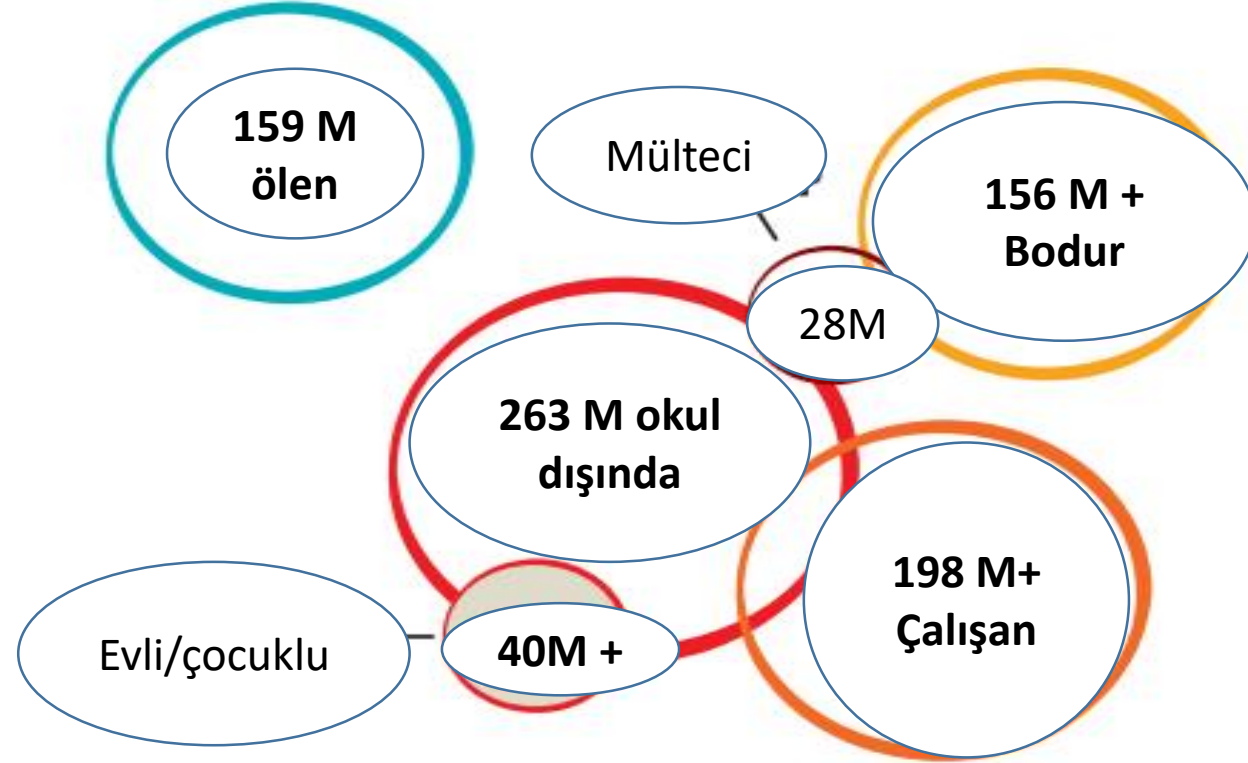 159 M
ölen
Mülteci
156 M +
Bodur
28M
263 M okul
dışında
198 M+
Çalışan
Evli/çocuklu
40M +